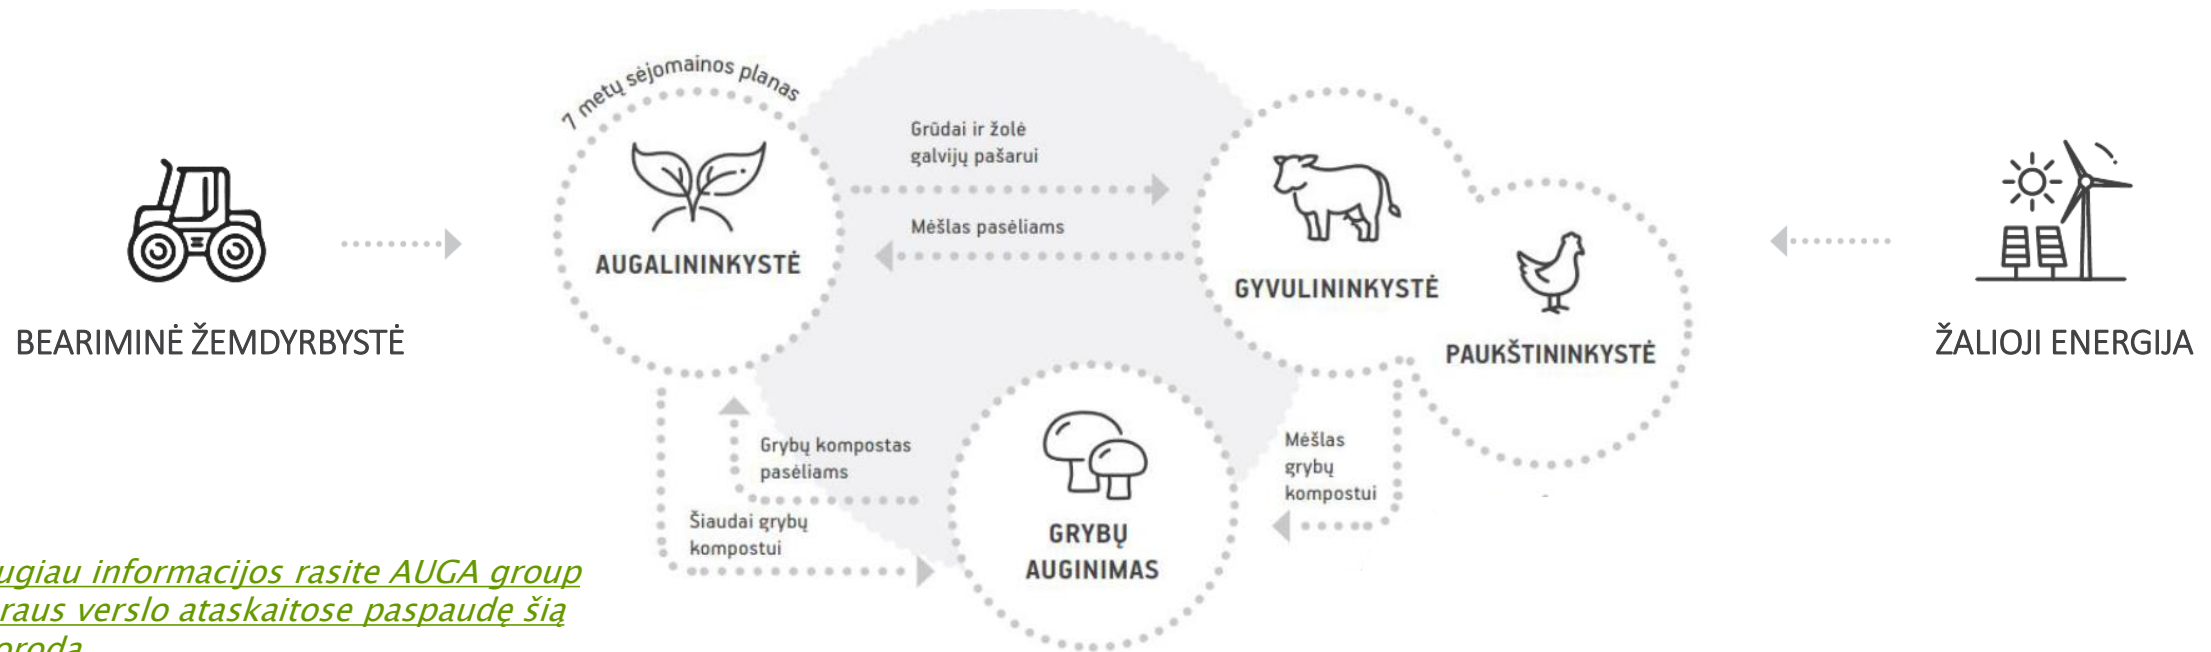 7 metų sėjomainos planas
Grūdai ir žolė
galvijų pašarui
Mėšlas pasėliams
AUGALININKYSTĖ
GYVULININKYSTĖ
PAUKŠTININKYSTĖ
BEARIMINĖ ŽEMDYRBYSTĖ
ŽALIOJI ENERGIJA
Grybų kompostas
pasėliams
Mėšlas
grybų
kompostui
Šiaudai grybų
kompostui
GRYBŲ
AUGINIMAS
ugiau informacijos rasite AUGA group
raus verslo ataskaitose paspaudę šią
oroda